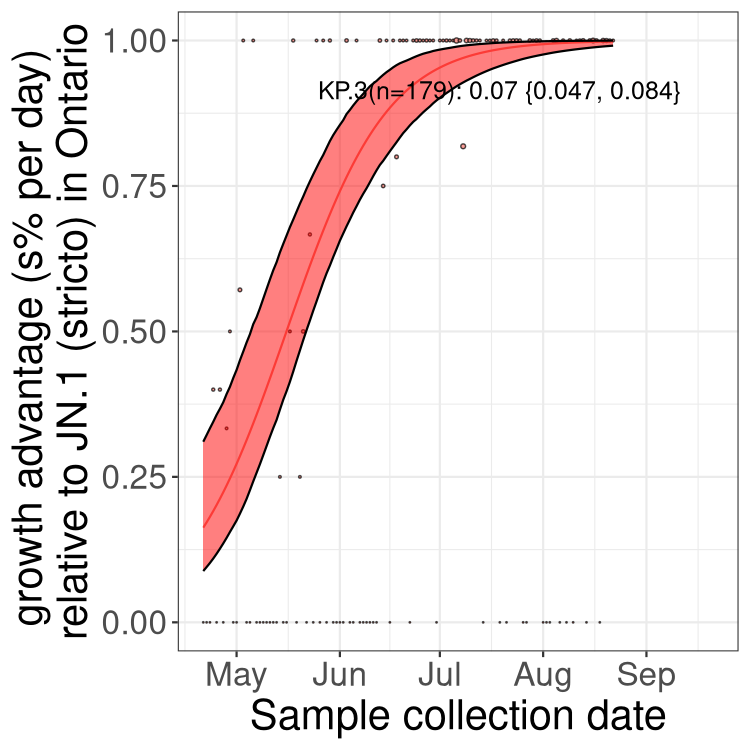 growth advantage (s% per day)
relative to JN.1 (stricto) in Ontario
1.00
0.75
0.50
0.25
0.00
KP.3(n=179): 0.07 {0.047, 0.084}
May Jun Jul Aug Sep
Sample collection date